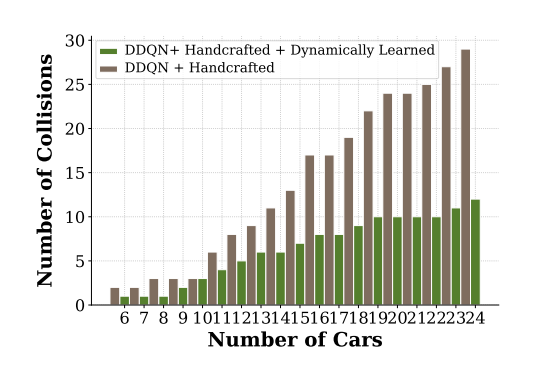 DDQN+ Handcrafted + Dynamically Learned
DDQN + Handcrafted
Number of Collisions
30
25
20
15
10
5
0
6 7 8 9 10 11 12 13 14 15 16 17 18 19 20 21 22 23 24
Number of Cars